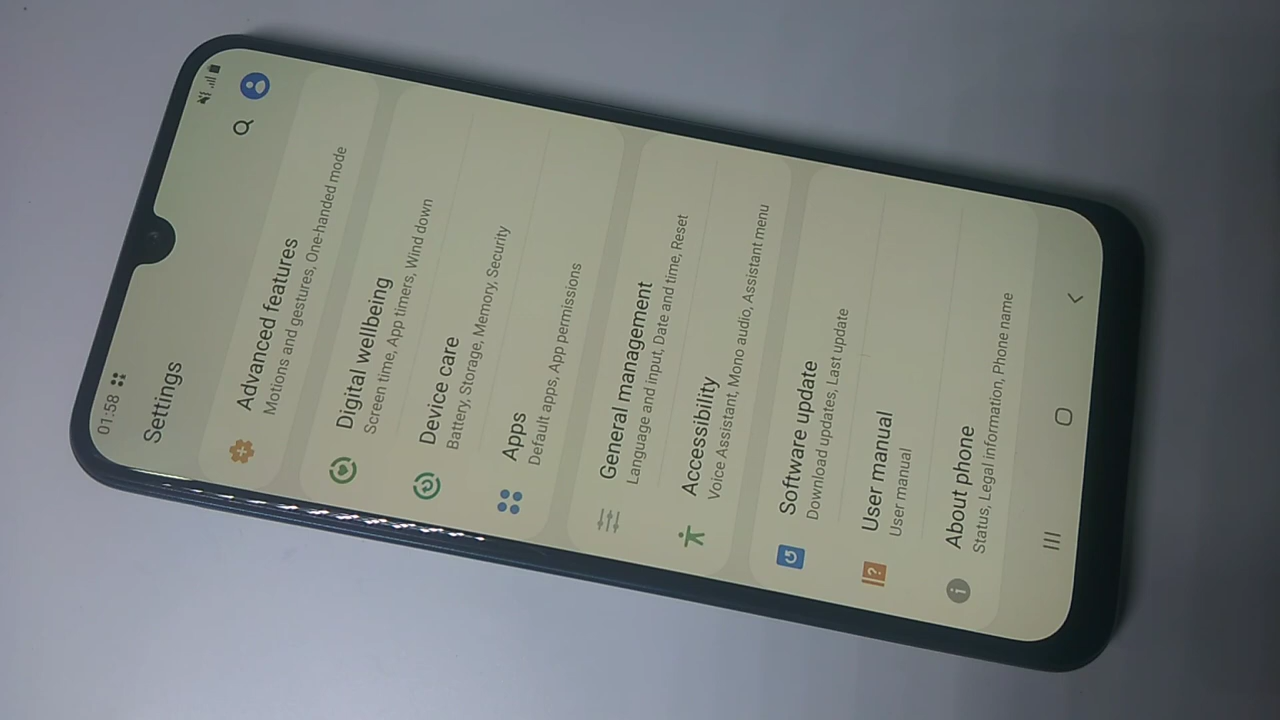 01:58
Settings
Advanced features
Motions and gestures, One-handed mode
Digital wellbeing
Screen time, App timers, Wind down
Device care
Battery, Storage, Memory, Security
Apps
Default apps, App permissions
General management
Language and input, Date and time, Reset
Accessibility
Voice Assistant, Mono audio, Assistant menu
Software update
Download updates, Last update
User manual
User manual
About phone
Status, Legal information, Phone name